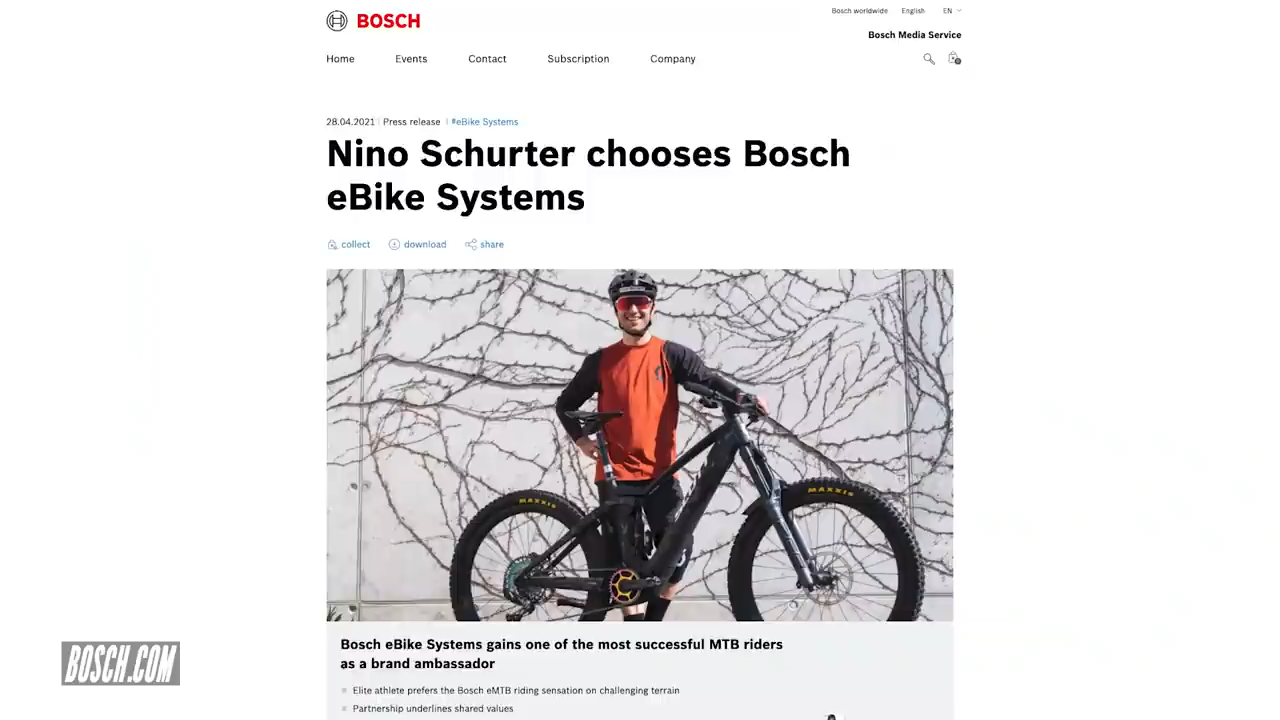 BOSCH
Bosch worldwide English EN
Bosch Media Service
Home Events Contact Subscription Company
28.04.2021 | Press release | #eBike Systems
Nino Schurter chooses Bosch
eBike Systems
collect download share
MAXXIS MAXXIS
Bosch eBike Systems gains one of the most successful MTB riders
as a brand ambassador
Elite athlete prefers the Bosch eMTB riding sensation on challenging terrain
Partnership underlines shared values
BOSCH.COM